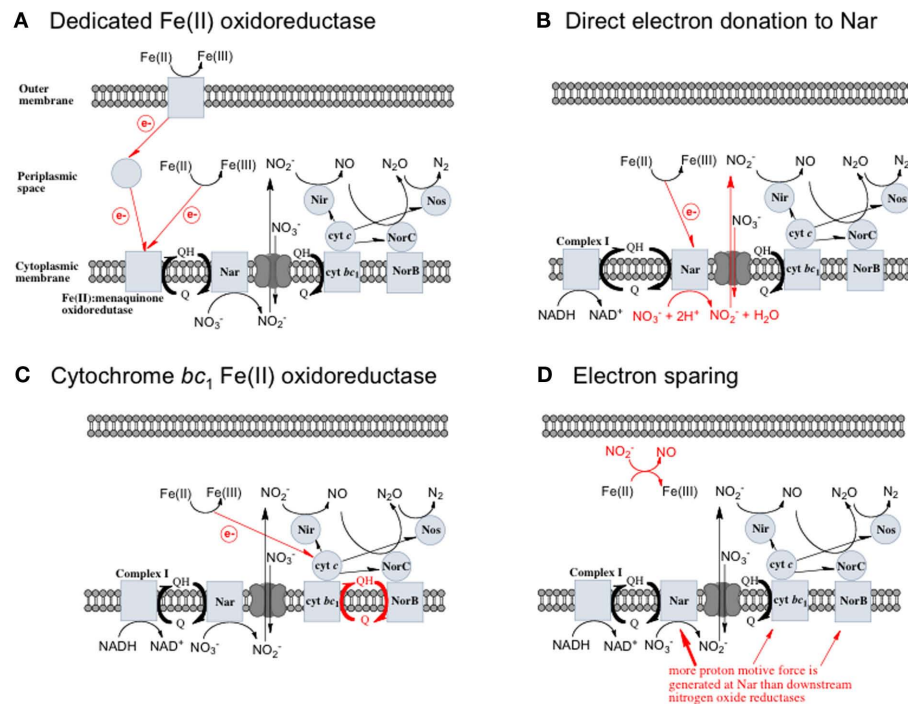 A Dedicated Fe(II) oxidoreductase
Fe(II) Fe(III)
Outer
membrane
e-
Periplasmic
space
Fe(II) Fe(III) NO₂⁻ NO N₂O N₂
Nir Nos
e- e-
NO₃⁻ cyt c NorC
Cytoplasmic
membrane
QH Nar QH cyt bc₁ NorB
Q Q
Fe(II):menaquinone
oxidoredutase
NO₃⁻ NO₂⁻
B Direct electron donation to Nar
Fe(II) Fe(III) NO₂⁻ NO N₂O N₂
Nir Nos
e- NO₃⁻ cyt c NorC
Complex I QH Nar QH cyt bc₁ NorB
Q Q
NADH NAD⁺ NO₃⁻ + 2H⁺ NO₂⁻ + H₂O
C Cytochrome bc₁ Fe(II) oxidoreductase
Fe(II) Fe(III) NO₂⁻ NO N₂O N₂
Nir Nos
e- NO₃⁻ cyt c NorC
Complex I QH Nar cyt bc₁ QH NorB
Q Q
NADH NAD⁺ NO₃⁻ NO₂⁻
D Electron sparing
NO₂⁻ NO
Fe(II) Fe(III) NO₂⁻ NO N₂O N₂
Nir Nos
NO₃⁻ cyt c NorC
Complex I QH Nar QH cyt bc₁ NorB
Q Q
NADH NAD⁺ NO₃⁻ NO₂⁻
more proton motive force is
generated at Nar than downstream
nitrogen oxide reductases